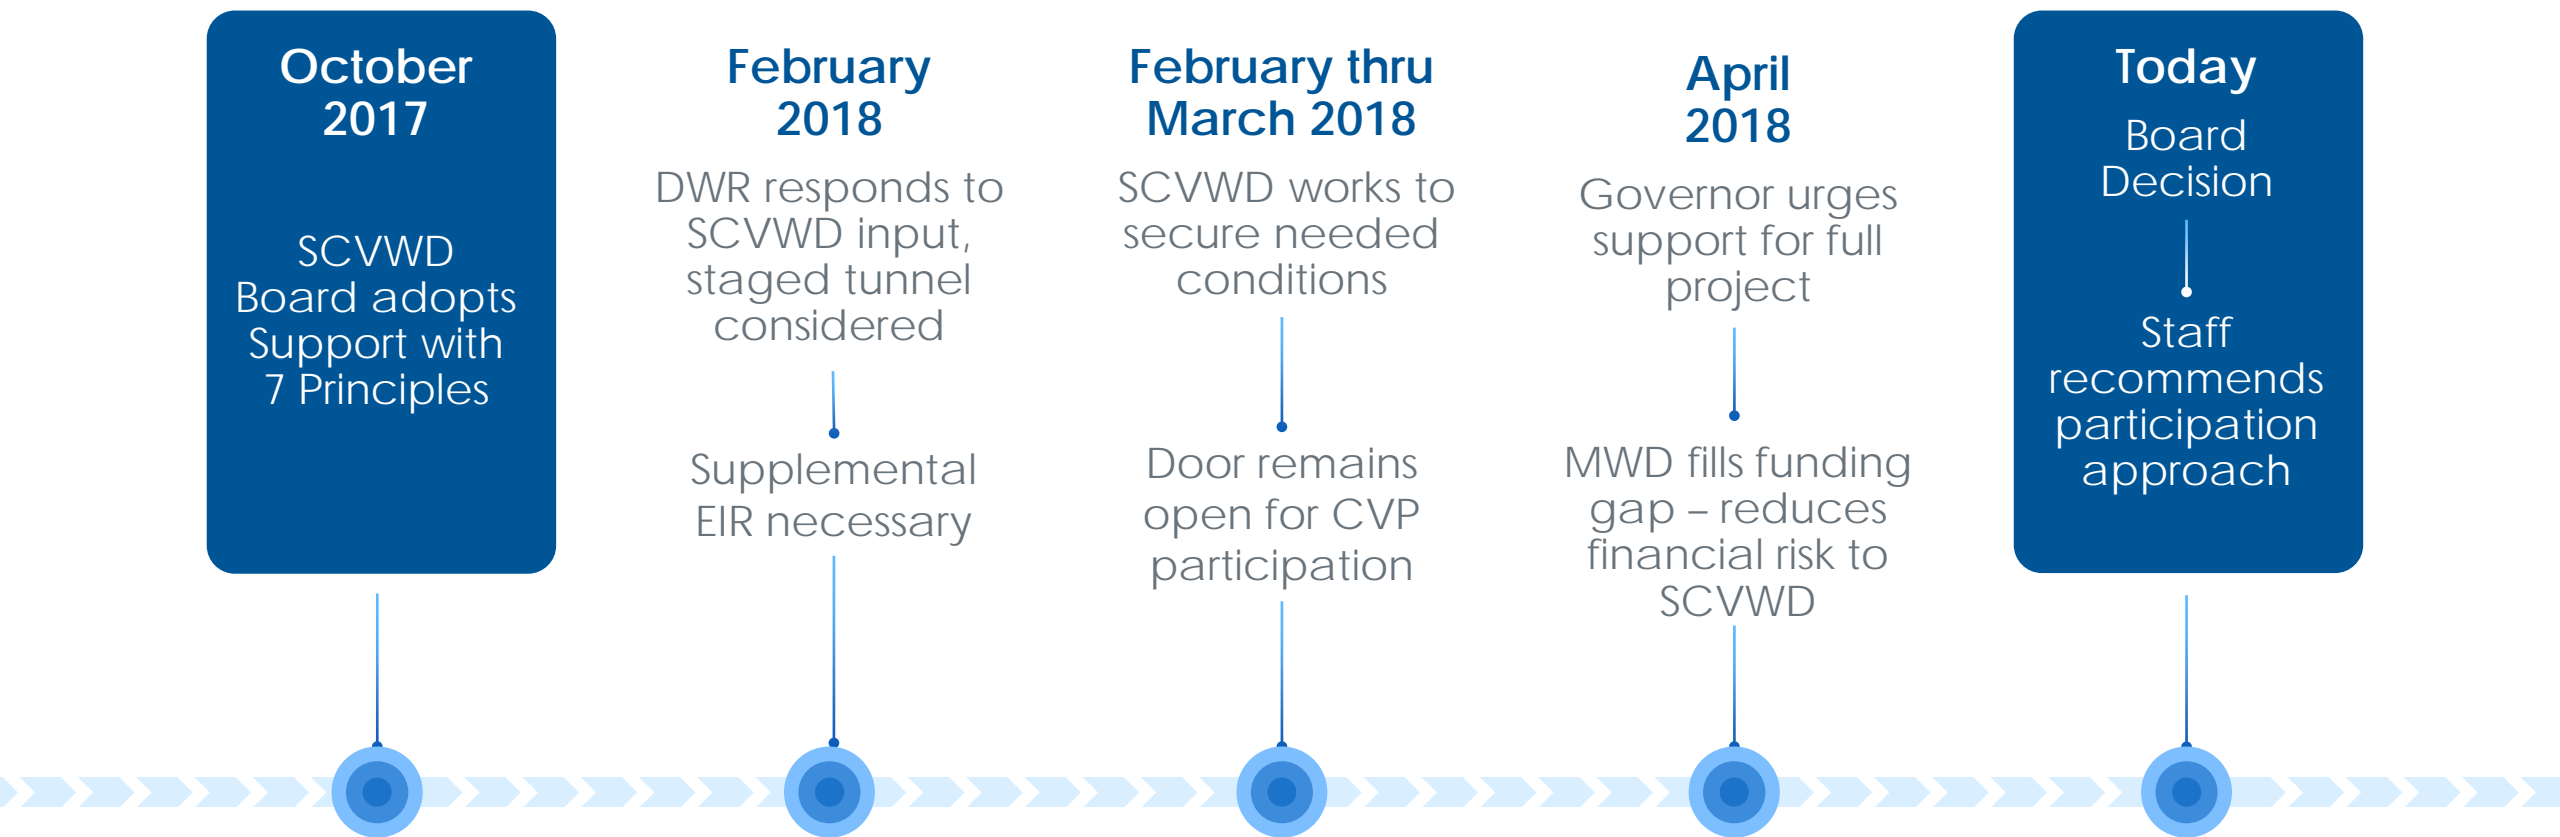 October
2017
SCVWD
Board adopts
Support with
7 Principles
February
2018
DWR responds to
SCVWD input,
staged tunnel
considered
Supplemental
EIR necessary
February thru
March 2018
SCVWD works to
secure needed
conditions
Door remains
open for CVP
participation
April
2018
Governor urges
support for full
project
MWD fills funding
gap – reduces
financial risk to
SCVWD
Today
Board
Decision
Staff
recommends
participation
approach